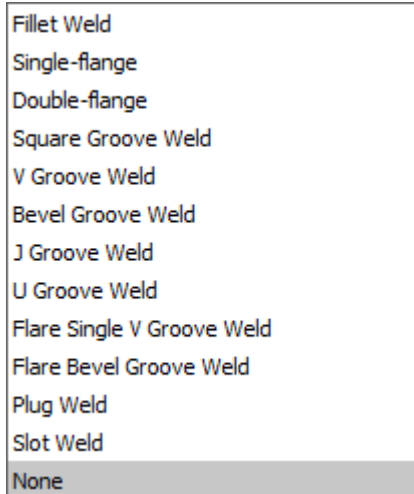 Fillet Weld
Single-flange
Double-flange
Square Groove Weld
V Groove Weld
Bevel Groove Weld
J Groove Weld
U Groove Weld
Flare Single V Groove Weld
Flare Bevel Groove Weld
Plug Weld
Slot Weld
None